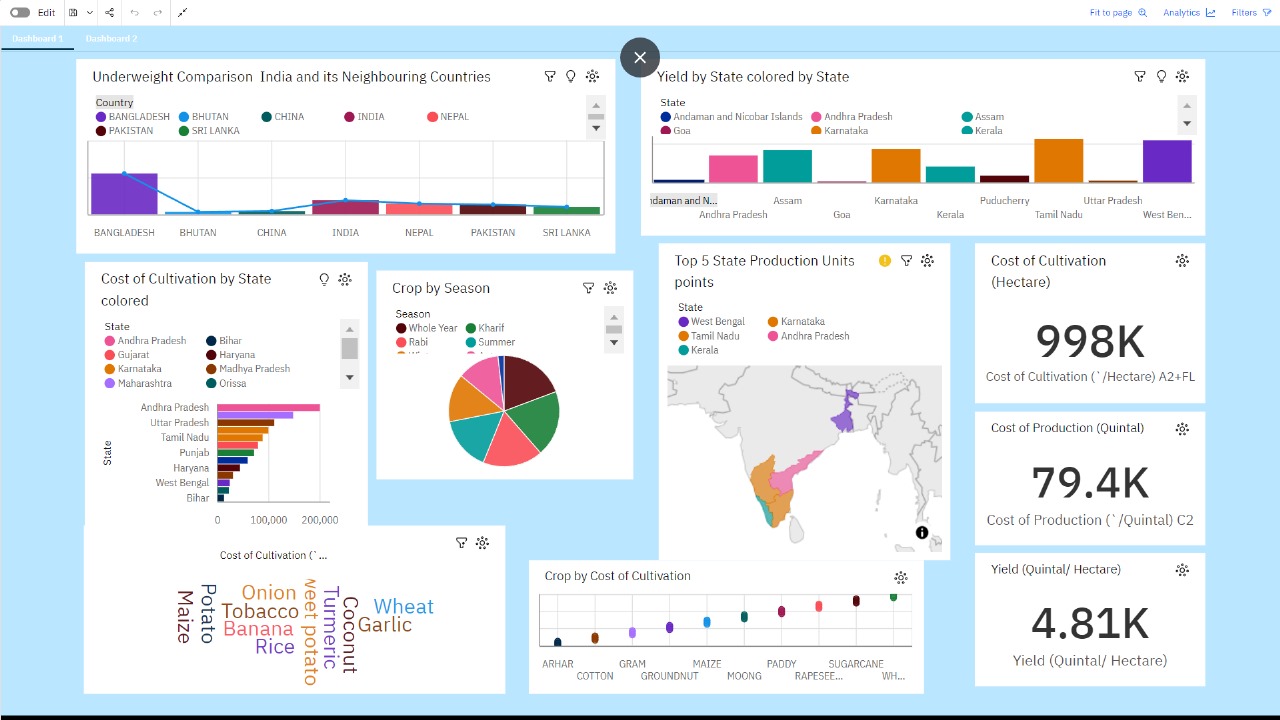 Edit
Fit to page
Analytics
Filters
Dashboard 1
Dashboard 2
Underweight Comparison India and its Neighbouring Countries
Country
BANGLADESH BHUTAN CHINA INDIA NEPAL
PAKISTAN SRI LANKA
BANGLADESH BHUTAN CHINA INDIA NEPAL PAKISTAN SRI LANKA
Yield by State colored by State
State
Andaman and Nicobar Islands Andhra Pradesh Assam
Goa Karnataka Kerala
ndaman and N... Assam Karnataka Puducherry Uttar Pradesh
Andhra Pradesh Goa Kerala Tamil Nadu West Ben...
Cost of Cultivation by State
colored
State
Andhra Pradesh Bihar
Gujarat Haryana
Karnataka Madhya Pradesh
Maharashtra Orissa
State
Andhra Pradesh
Uttar Pradesh
Tamil Nadu
Punjab
Haryana
West Bengal
Bihar
0 100,000 200,000
Cost of Cultivation (`...
Crop by Season
Season
Whole Year Kharif
Rabi Summer
Top 5 State Production Units
points
State
West Bengal Karnataka
Tamil Nadu Andhra Pradesh
Kerala
Cost of Cultivation
(Hectare)
998K
Cost of Cultivation (`/Hectare) A2+FL
Cost of Production (Quintal)
79.4K
Cost of Production (`/Quintal) C2
Yield (Quintal/ Hectare)
4.81K
Yield (Quintal/ Hectare)
Maize
Potato
Onion
Tobacco
Banana
Rice
weet potato
Turmeric
Coconut
Wheat
Garlic
Crop by Cost of Cultivation
ARHAR GRAM MAIZE PADDY SUGARCANE
COTTON GROUNDNUT MOONG RAPESEE... WH...